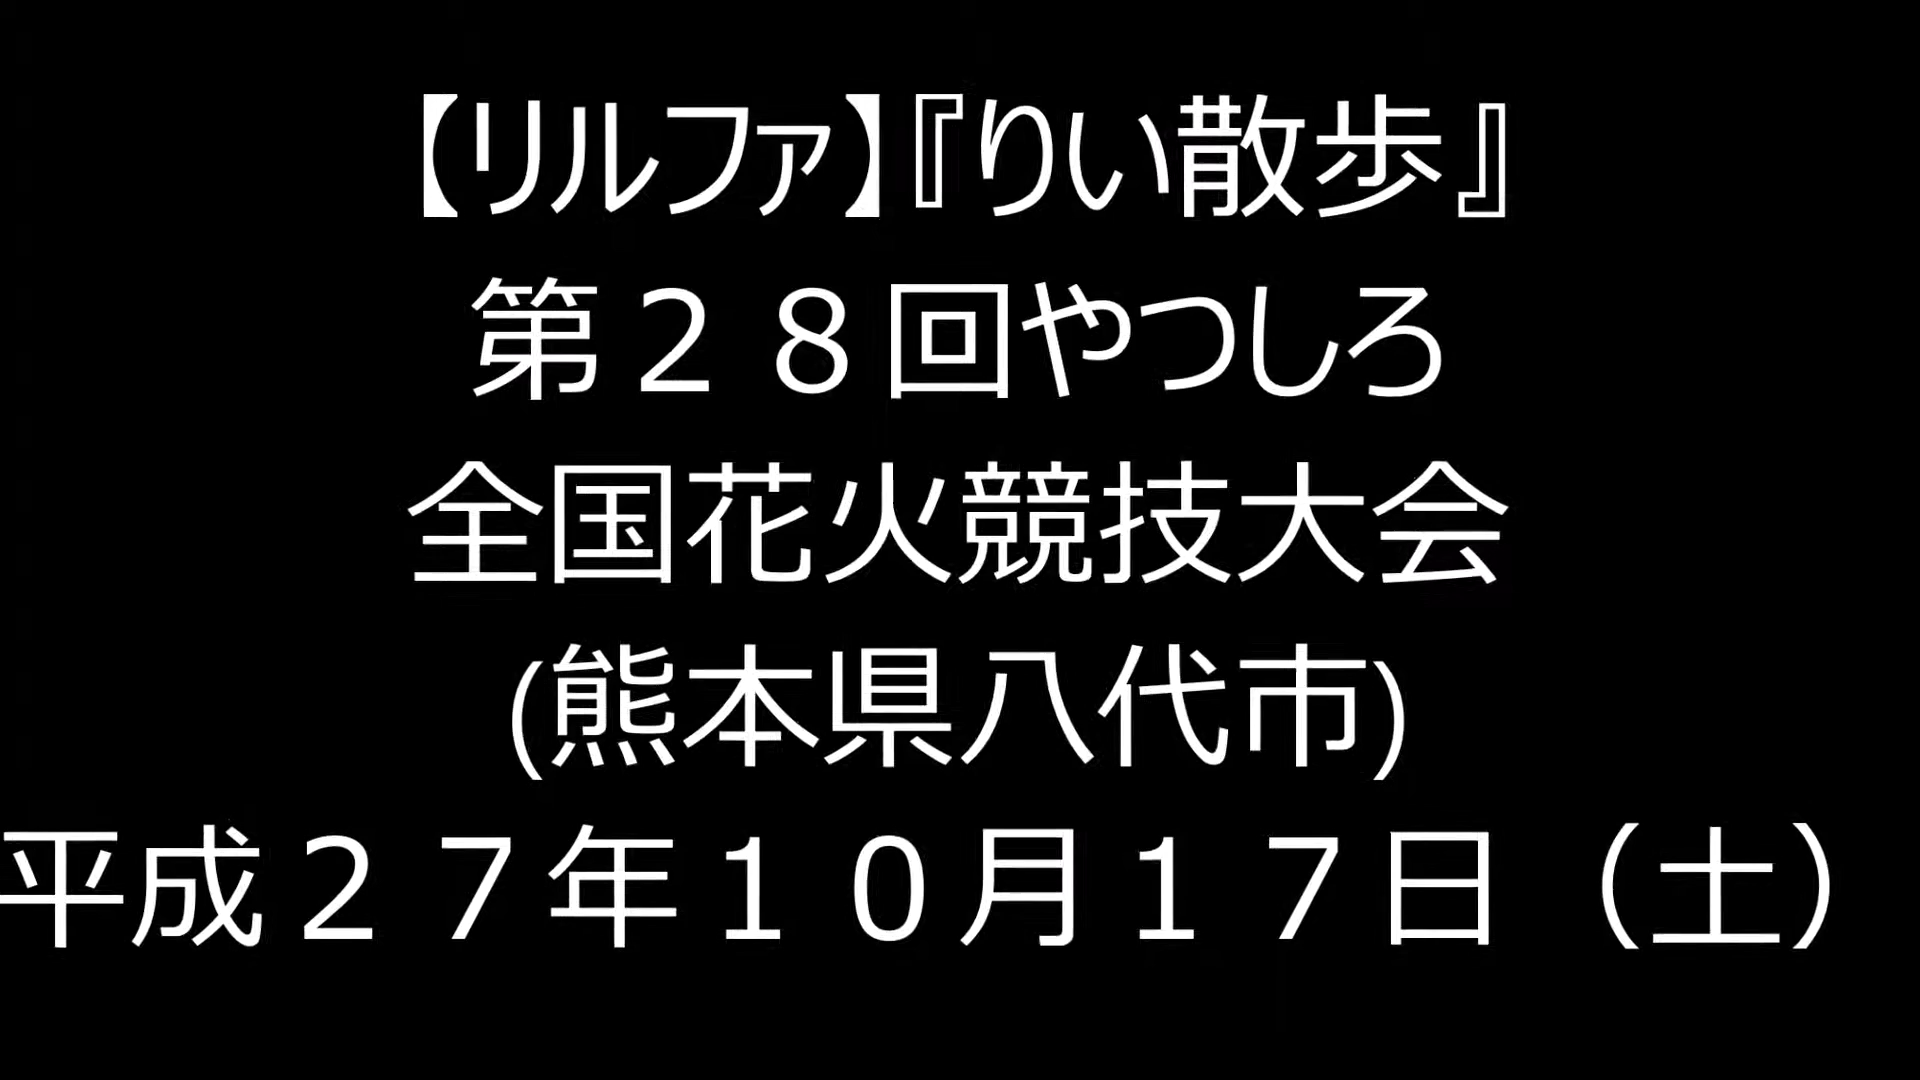 【リルファ】『りい散歩』
第２８回やつしろ
全国花火競技大会
(熊本県八代市)
平成２７年１０月１７日（土）